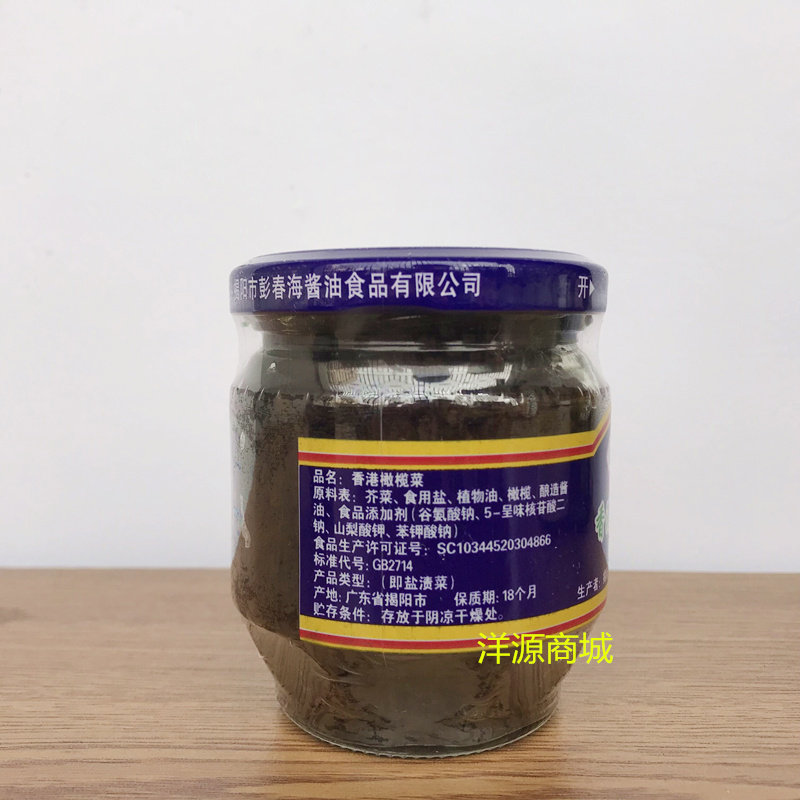 揭阳市彭春海酱油食品有限公司
开▶
品名：香港橄榄菜
原料表：芥菜、食用盐、植物油、橄榄、酿造酱
油、食品添加剂（谷氨酸钠、5-呈味核苷酸二
钠、山梨酸钾、苯钾酸钠）
食品生产许可证号：SC10344520304866
标准代号：GB2714
产品类型：（即盐渍菜）
产地：广东省揭阳市 保质期：18个月
贮存条件：存放于阴凉干燥处。
生产者：
洋源商城